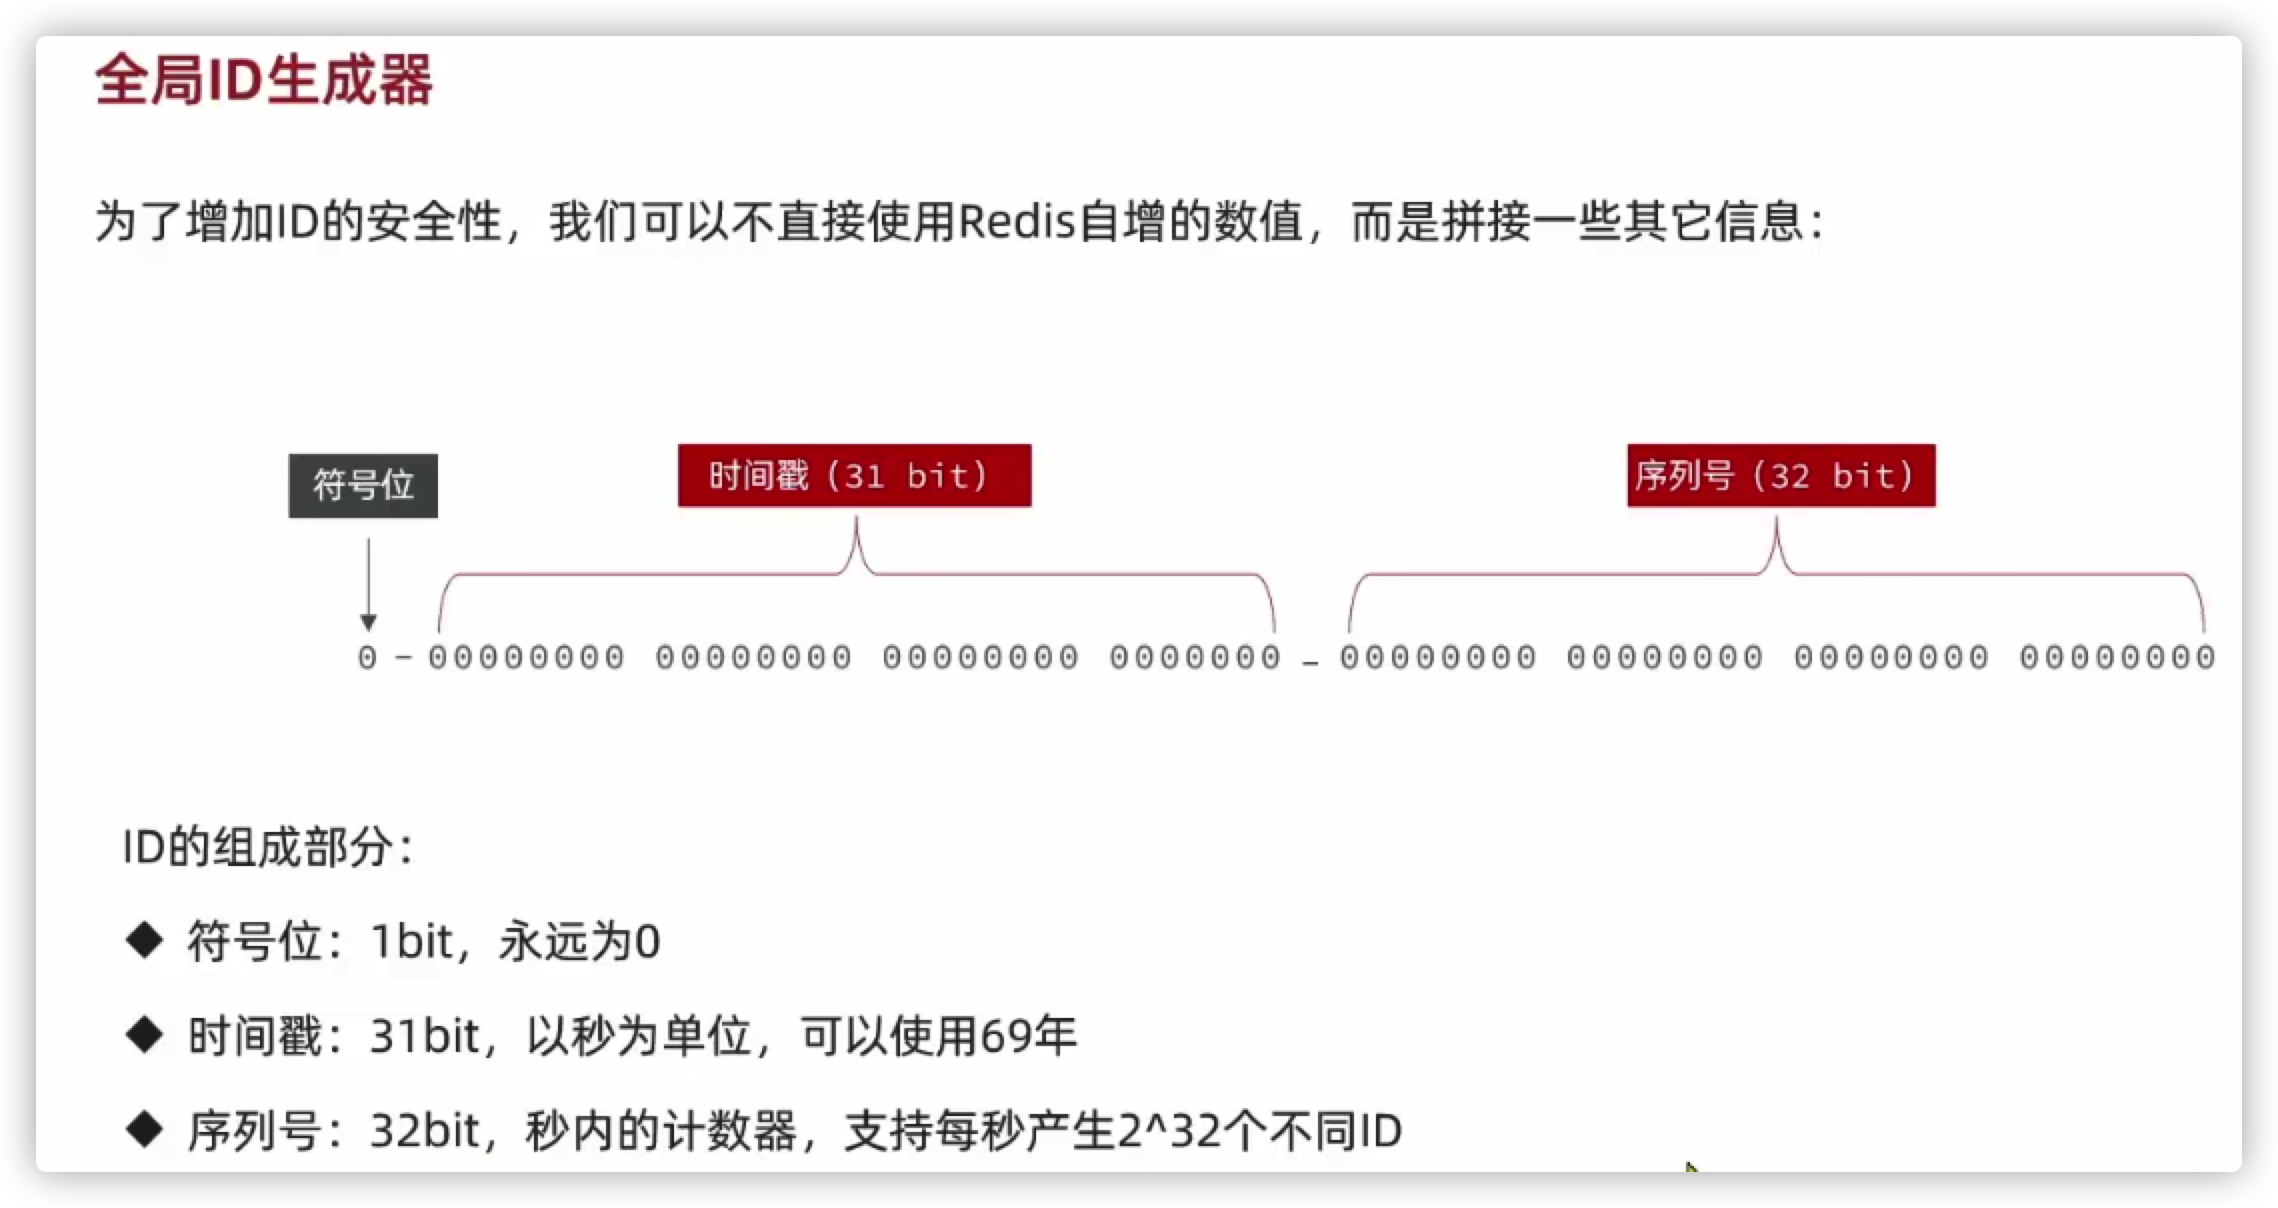 全局ID生成器
为了增加ID的安全性，我们可以不直接使用Redis自增的数值，而是拼接一些其它信息：
符号位 时间戳（31 bit） 序列号（32 bit）
0-00000000 00000000 00000000 0000000-00000000 00000000 00000000 00000000
ID的组成部分：
◆ 符号位：1bit，永远为0
◆ 时间戳：31bit，以秒为单位，可以使用69年
◆ 序列号：32bit，秒内的计数器，支持每秒产生2^32个不同ID